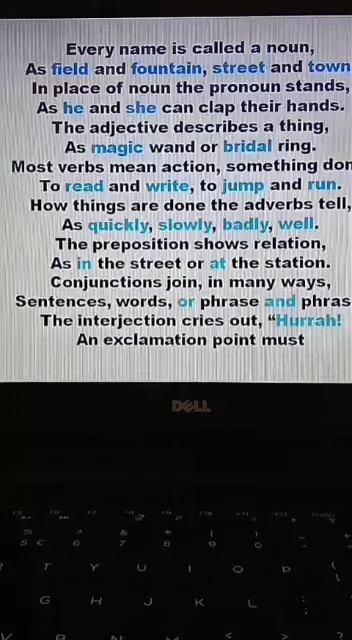 Every name is called a noun,
As field and fountain, street and town
In place of noun the pronoun stands,
As he and she can clap their hands.
The adjective describes a thing,
As magic wand or bridal ring.
Most verbs mean action, something don
To read and write, to jump and run.
How things are done the adverbs tell,
As quickly, slowly, badly, well.
The preposition shows relation,
As in the street or at the station.
Conjunctions join, in many ways,
Sentences, words, or phrase and phras
The interjection cries out, “Hurrah!
An exclamation point must
DELL
T Y U I O P
G H J K L